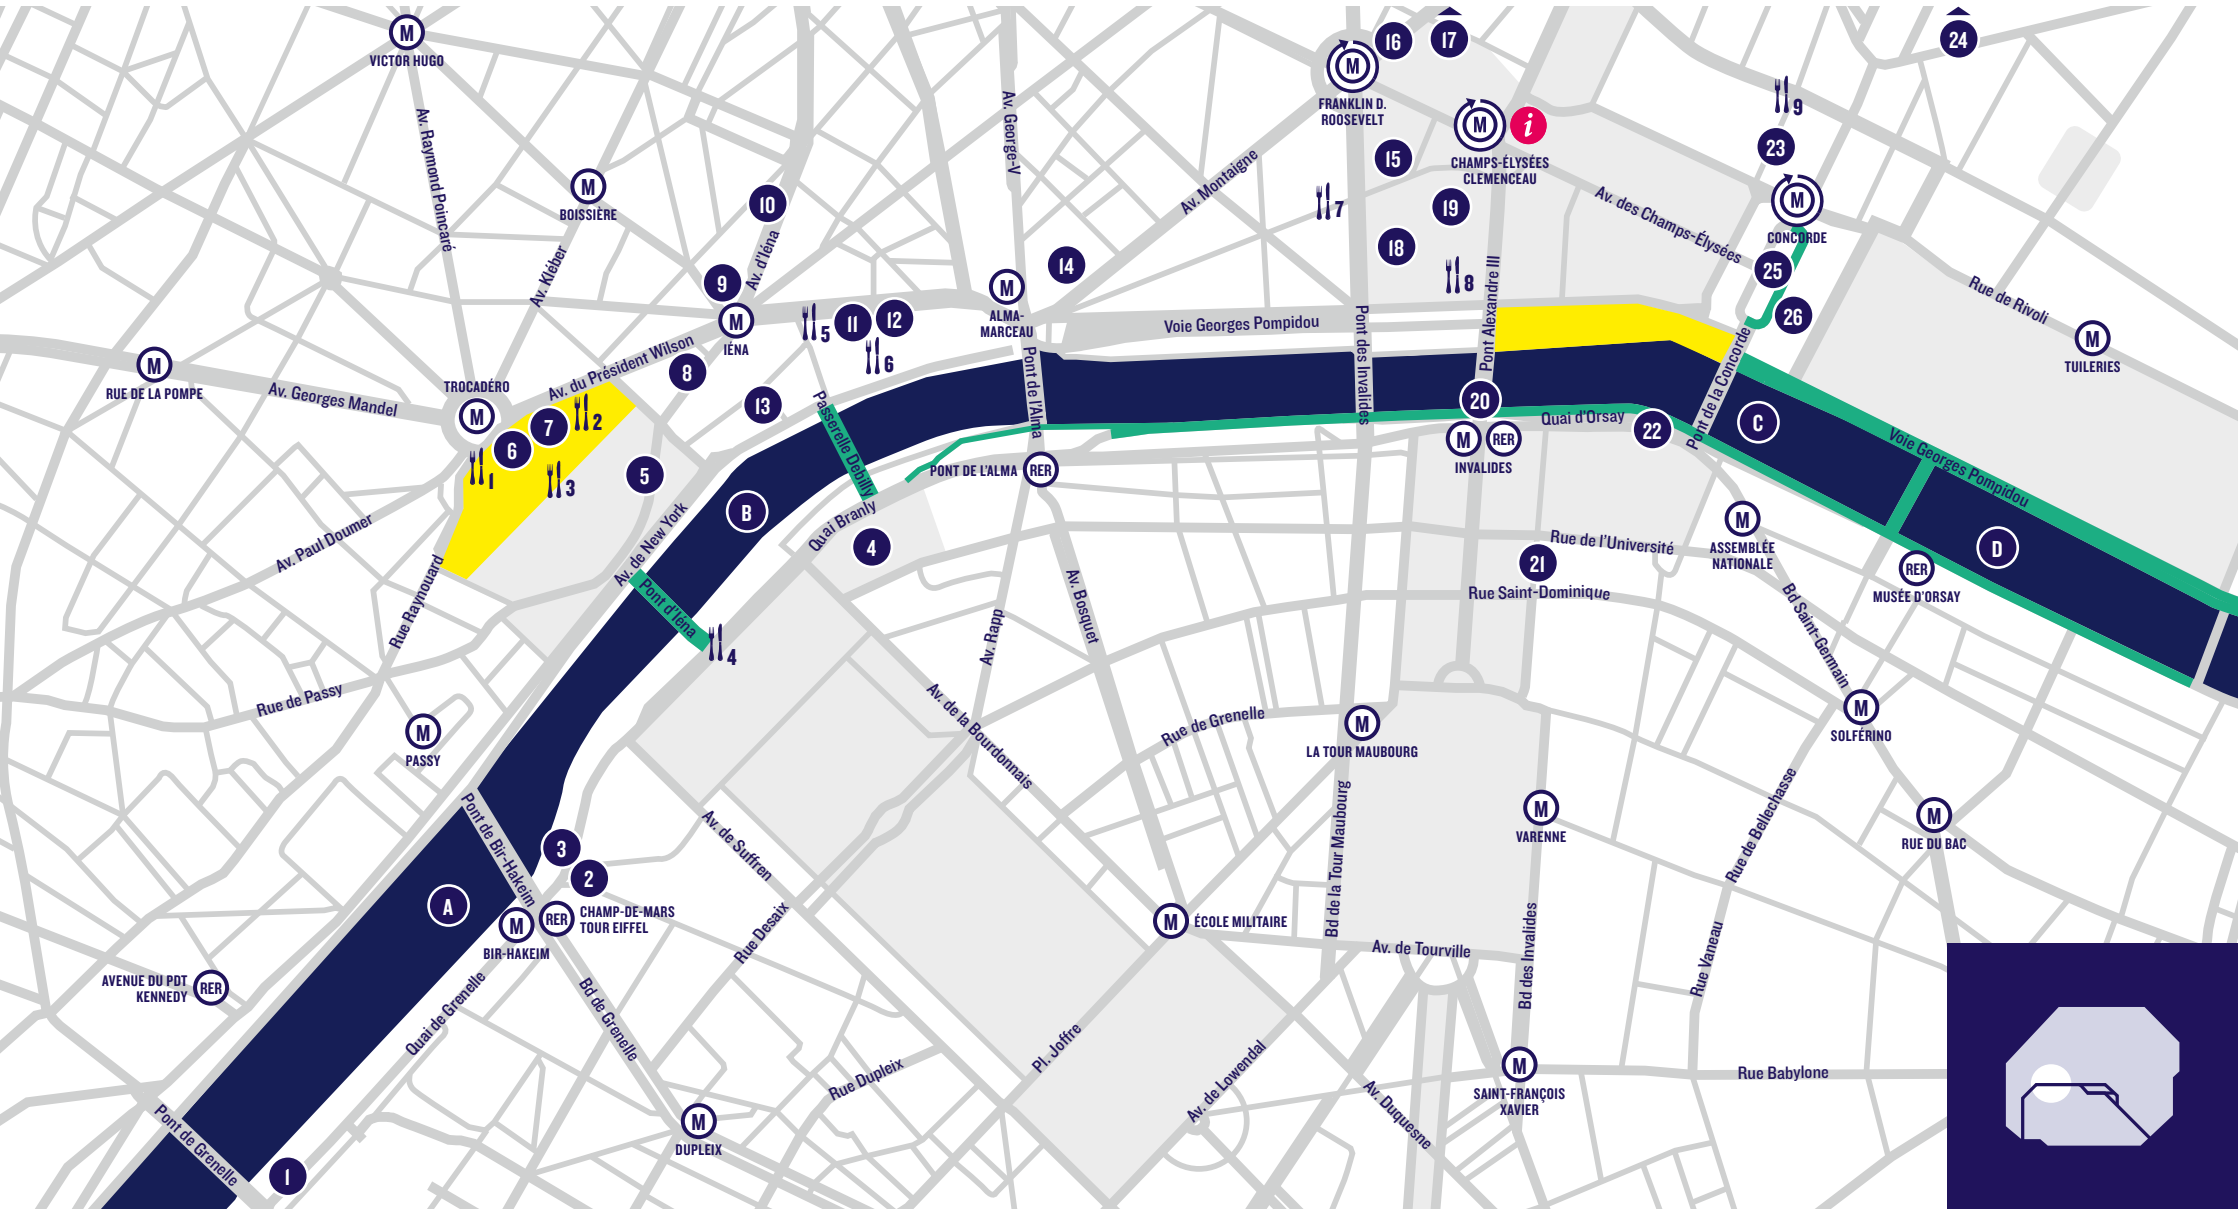 M
VICTOR HUGO
16
17
24
M
FRANKLIN D.
ROOSEVELT
M
i
CHAMPS-ÉLYSÉES
CLEMENCEAU
9
23
Av. Raymond Poincaré
Av. George-V
Av. Montaigne
15
M
BOISSIÈRE
10
7
19
18
8
Av. des Champs-Élysées
M
CONCORDE
25
26
Av. Kléber
Av. d'Iéna
9
14
M
ALMA-
MARCEAU
M
IÉNA
5
11
12
6
Voie Georges Pompidou
Pont des Invalides
Pont Alexandre III
Rue de Rivoli
M
TUILERIES
M
RUE DE LA POMPE
Av. Georges Mandel
TROCADÉRO
M
Av. du Président Wilson
8
13
Passerelle Debilly
Pont de l'Alma
Pont de la Concorde
6
7
2
1
3
5
20
M
RER
INVALIDES
Quai d'Orsay
22
C
Voie Georges Pompidou
D
PONT DE L'ALMA
RER
B
Quai Branly
4
Av. de New York
Av. Paul Doumer
Rue Raynouard
Pont d'Iéna
4
M
ASSEMBLÉE
NATIONALE
Rue de l'Université
21
Rue Saint-Dominique
RER
MUSÉE D'ORSAY
Bd Saint-Germain
Av. Bosquet
Av. Rapp
Rue de Passy
M
PASSY
Av. de la Bourdonnais
Rue de Grenelle
M
LA TOUR MAUBOURG
M
SOLFÉRINO
Pont de Bir-Hakeim
3
2
Av. de Suffren
Bd de la Tour Maubourg
M
VARENNE
Rue de Bellechasse
M
RUE DU BAC
A
M
BIR-HAKEIM
RER
CHAMP-DE-MARS
TOUR EIFFEL
Rue Desaix
M
ÉCOLE MILITAIRE
Av. de Tourville
Bd des Invalides
Rue Vaneau
AVENUE DU PDT
KENNEDY
RER
Quai de Grenelle
Bd de Grenelle
Rue Dupleix
Pl. Joffre
Av. de Lowendal
Av. Duquesne
M
SAINT-FRANÇOIS
XAVIER
Rue Babylone
Pont de Grenelle
1
M
DUPLEIX